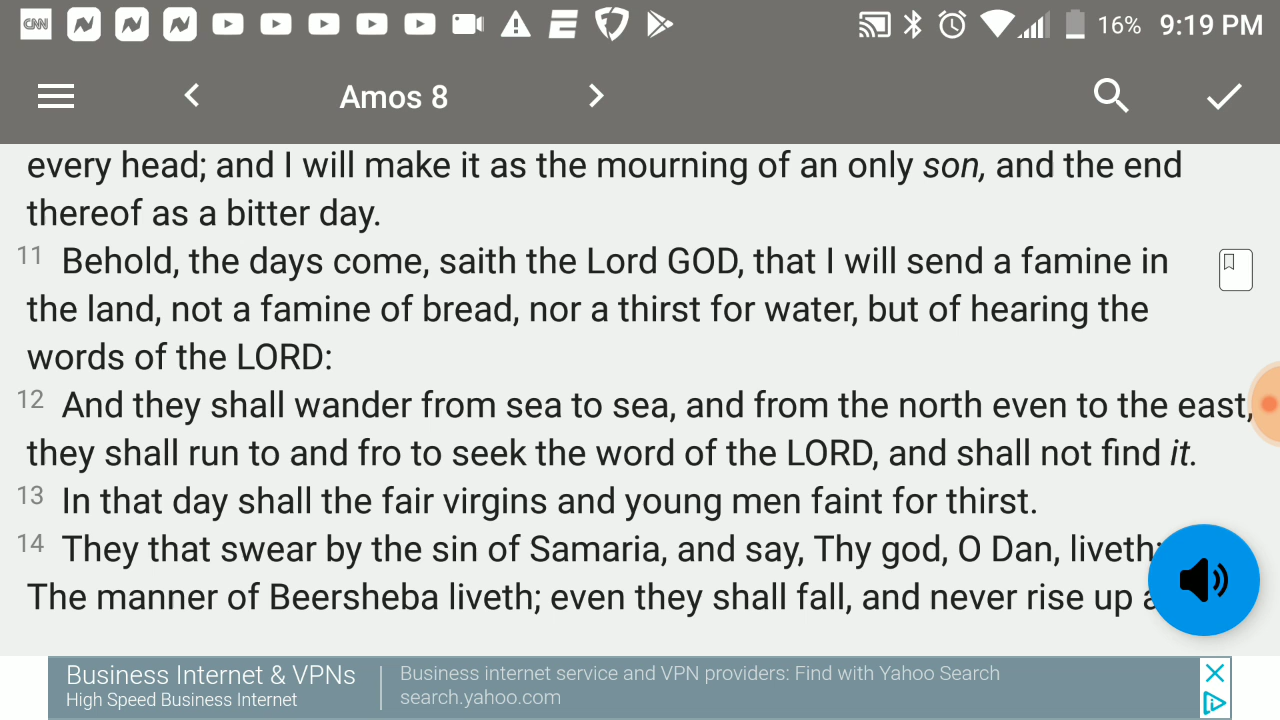 CNN
16% 9:19 PM
Amos 8
every head; and I will make it as the mourning of an only son, and the end
thereof as a bitter day.
11 Behold, the days come, saith the Lord GOD, that I will send a famine in
the land, not a famine of bread, nor a thirst for water, but of hearing the
words of the LORD:
12 And they shall wander from sea to sea, and from the north even to the east,
they shall run to and fro to seek the word of the LORD, and shall not find it.
13 In that day shall the fair virgins and young men faint for thirst.
14 They that swear by the sin of Samaria, and say, Thy god, O Dan, liveth;
The manner of Beersheba liveth; even they shall fall, and never rise up
Business Internet & VPNs
High Speed Business Internet
Business internet service and VPN providers: Find with Yahoo Search
search.yahoo.com